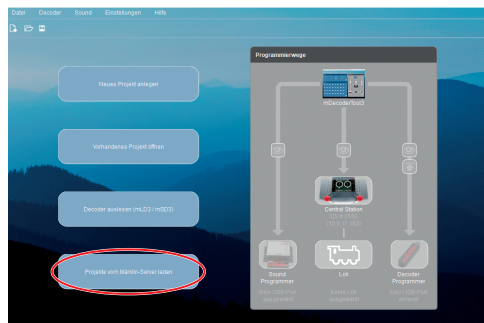 Datei Decoder Sound Einstellungen Hilfe
Neues Projekt anlegen
Vorhandenes Projekt öffnen
Decoder auslesen (mLD3 / mSD3)
Projekte vom Märklin-Server laden
Programmierwege
mDecoderTool3
Central Station
Sound
Programmer
Lok
Decoder
Programmer